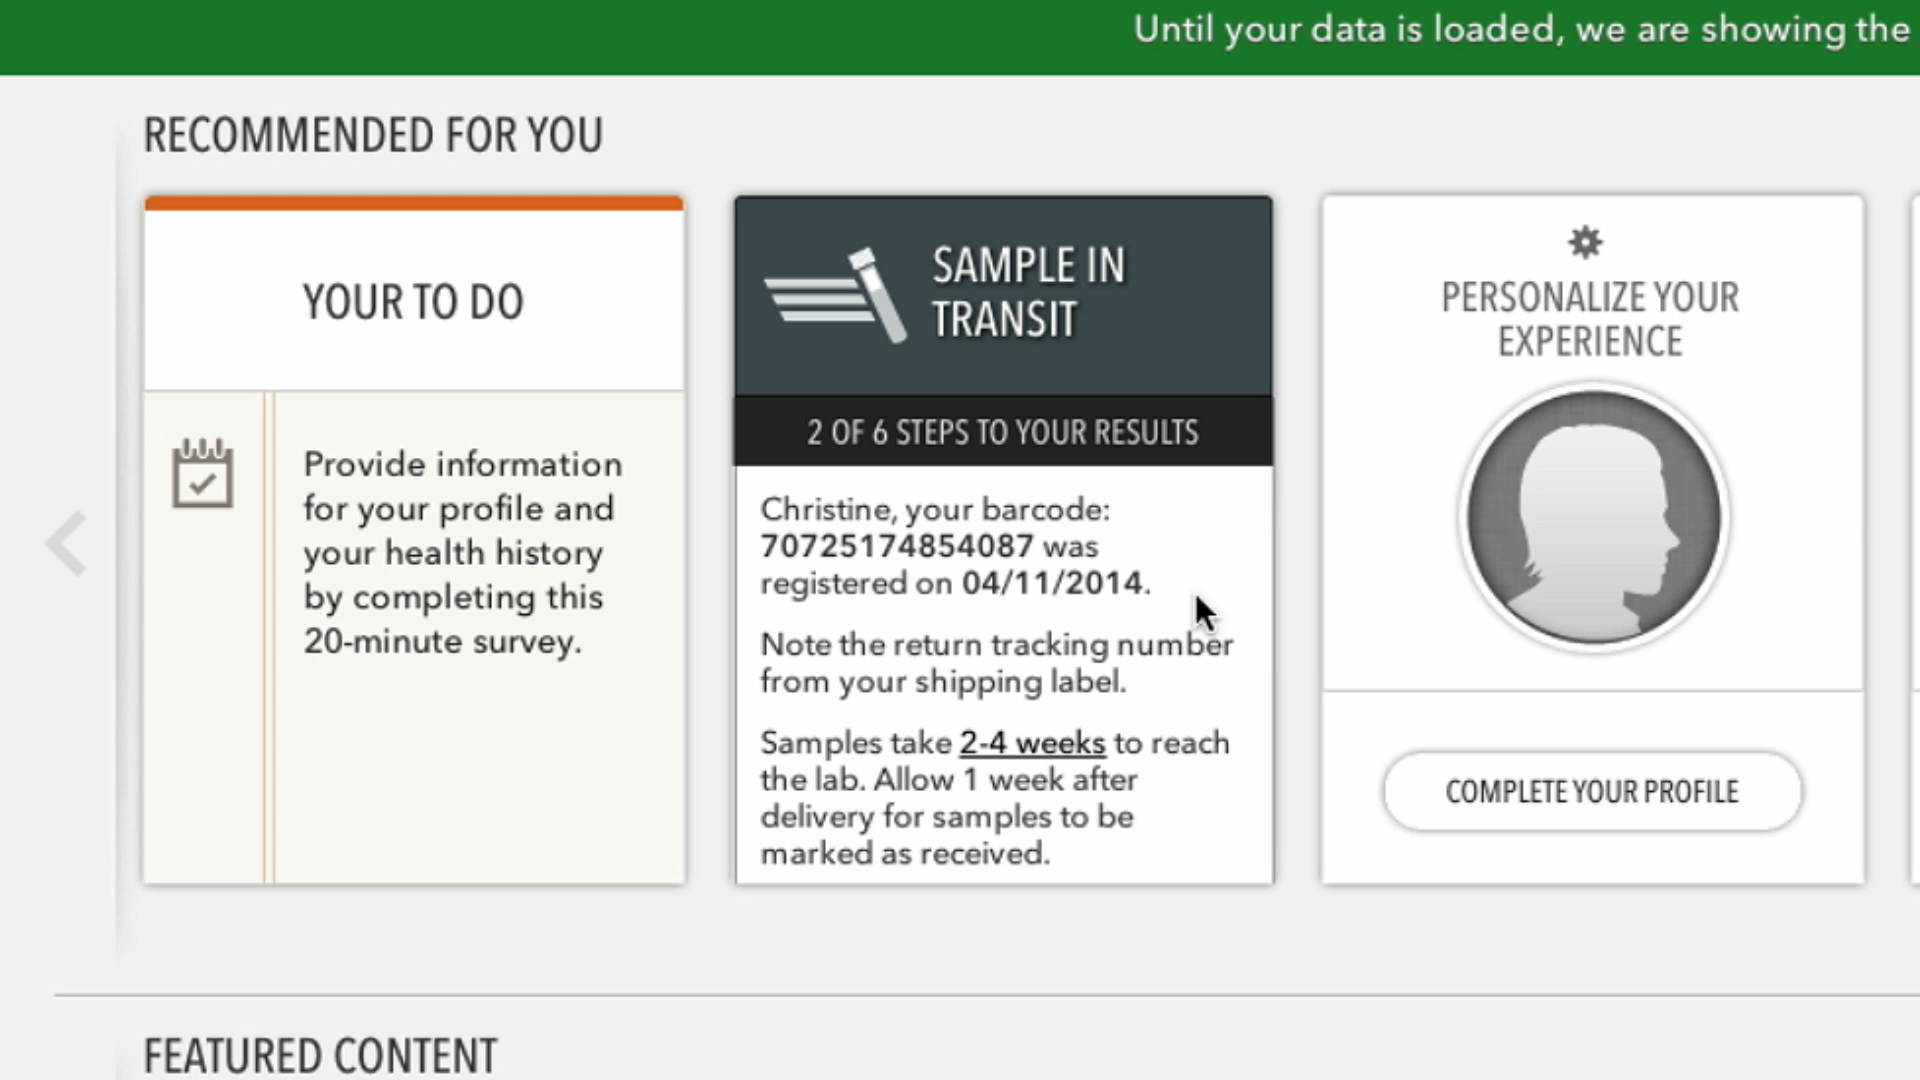 Until your data is loaded, we are showing the
RECOMMENDED FOR YOU
YOUR TO DO
Provide information
for your profile and
your health history
by completing this
20-minute survey.
SAMPLE IN
TRANSIT
2 OF 6 STEPS TO YOUR RESULTS
Christine, your barcode:
70725174854087 was
registered on 04/11/2014.
Note the return tracking number
from your shipping label.
Samples take 2-4 weeks to reach
the lab. Allow 1 week after
delivery for samples to be
marked as received.
PERSONALIZE YOUR
EXPERIENCE
COMPLETE YOUR PROFILE
FEATURED CONTENT